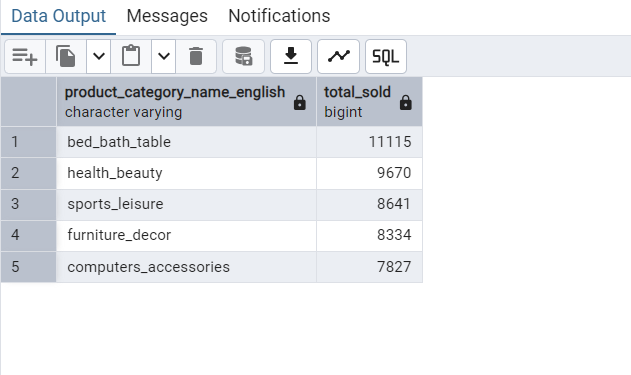 Data Output Messages Notifications
SQL
product_category_name_english total_sold
character varying bigint
1 bed_bath_table 11115
2 health_beauty 9670
3 sports_leisure 8641
4 furniture_decor 8334
5 computers_accessories 7827